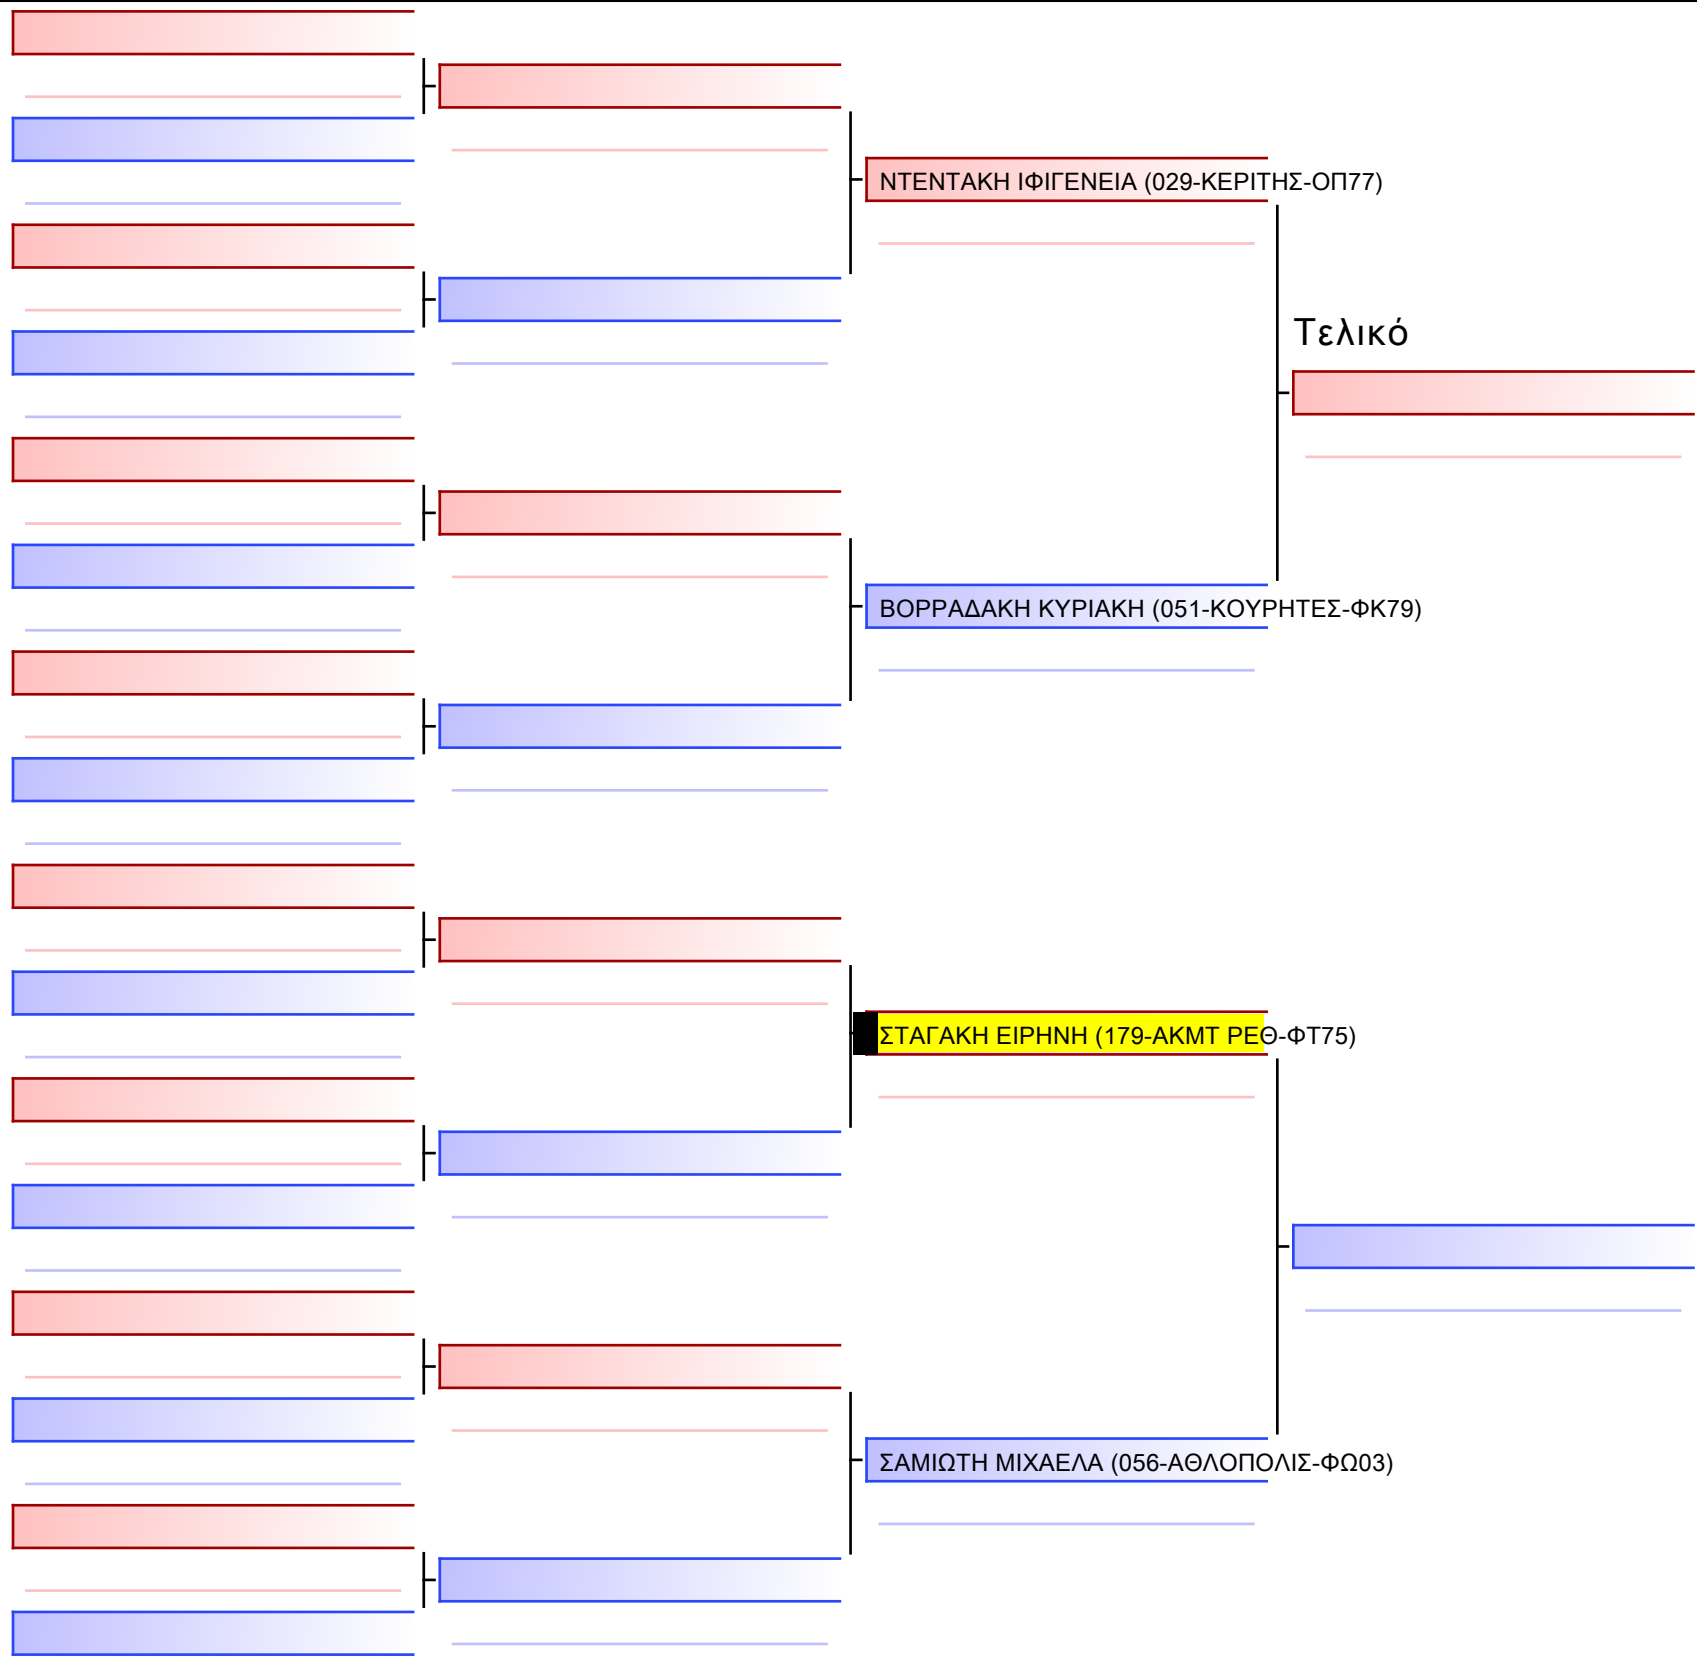 ΝΤΕΝΤΑΚΗ ΙΦΙΓΕΝΕΙΑ (029-ΚΕΡΙΤΗΣ-ΟΠ77)
Τελικό
ΒΟΡΡΑΔΑΚΗ ΚΥΡΙΑΚΗ (051-ΚΟΥΡΗΤΕΣ-ΦΚ79)
ΣΤΑΓΑΚΗ ΕΙΡΗΝΗ (179-ΑΚΜΤ ΡΕΘ-ΦΤ75)
ΣΑΜΙΩΤΗ ΜΙΧΑΕΛΑ (056-ΑΘΛΟΠΟΛΙΣ-ΦΩ03)